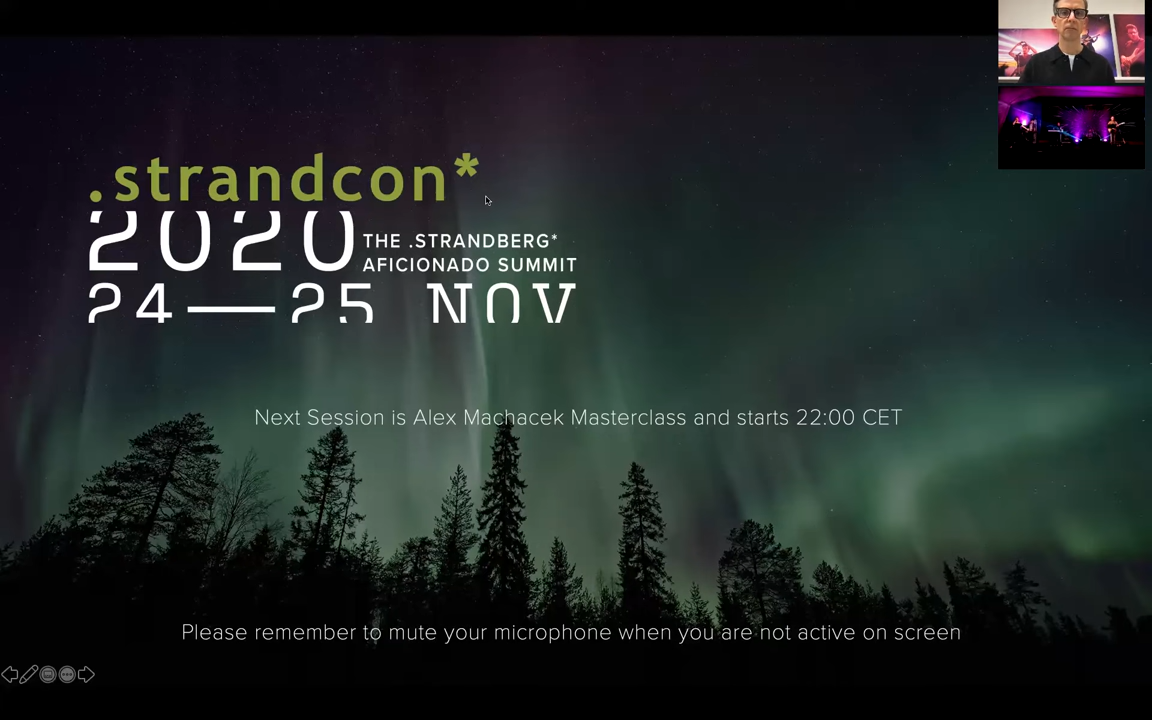 .strandcon*
2020
THE .STRANDBERG*
AFICIONADO SUMMIT
24—25 NOV
Next Session is Alex Machacek Masterclass and starts 22:00 CET
Please remember to mute your microphone when you are not active on screen